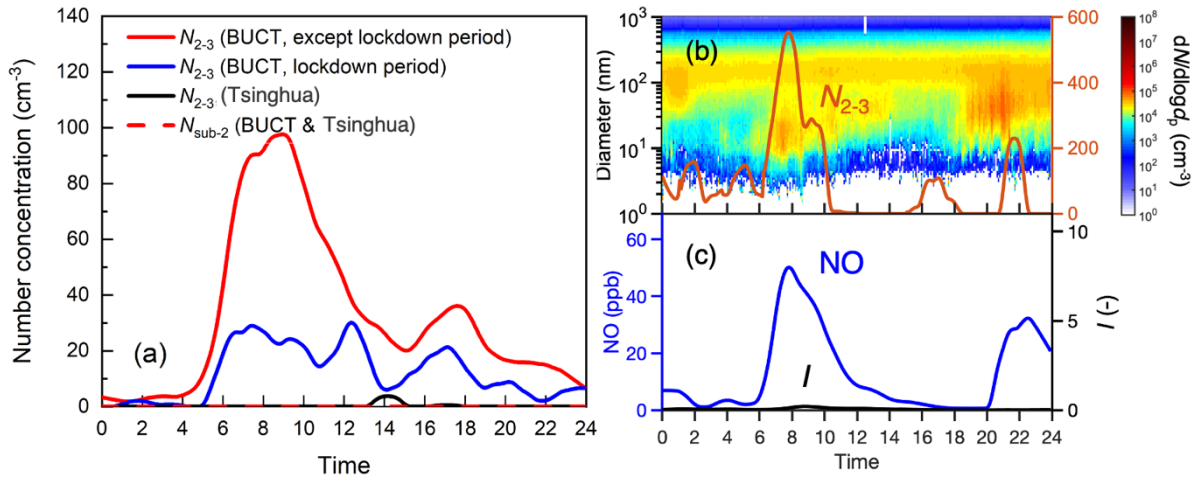 140
120
100
80
60
40
20
0
Number concentration (cm-3)
N2-3 (BUCT, except lockdown period)
N2-3 (BUCT, lockdown period)
N2-3 (Tsinghua)
Nsub-2 (BUCT & Tsinghua)
(a)
0 2 4 6 8 10 12 14 16 18 20 22 24
Time
10³
10²
10¹
10⁰
Diameter (nm)
(b)
N2-3
600
400
200
0
10⁸
10⁷
10⁶
10⁵
10⁴
10³
10²
10¹
10⁰
dN/dlogdp (cm-3)
60
40
20
0
NO (ppb)
(c)
NO
I
10
5
0
I (-)
0 2 4 6 8 10 12 14 16 18 20 22 24
Time